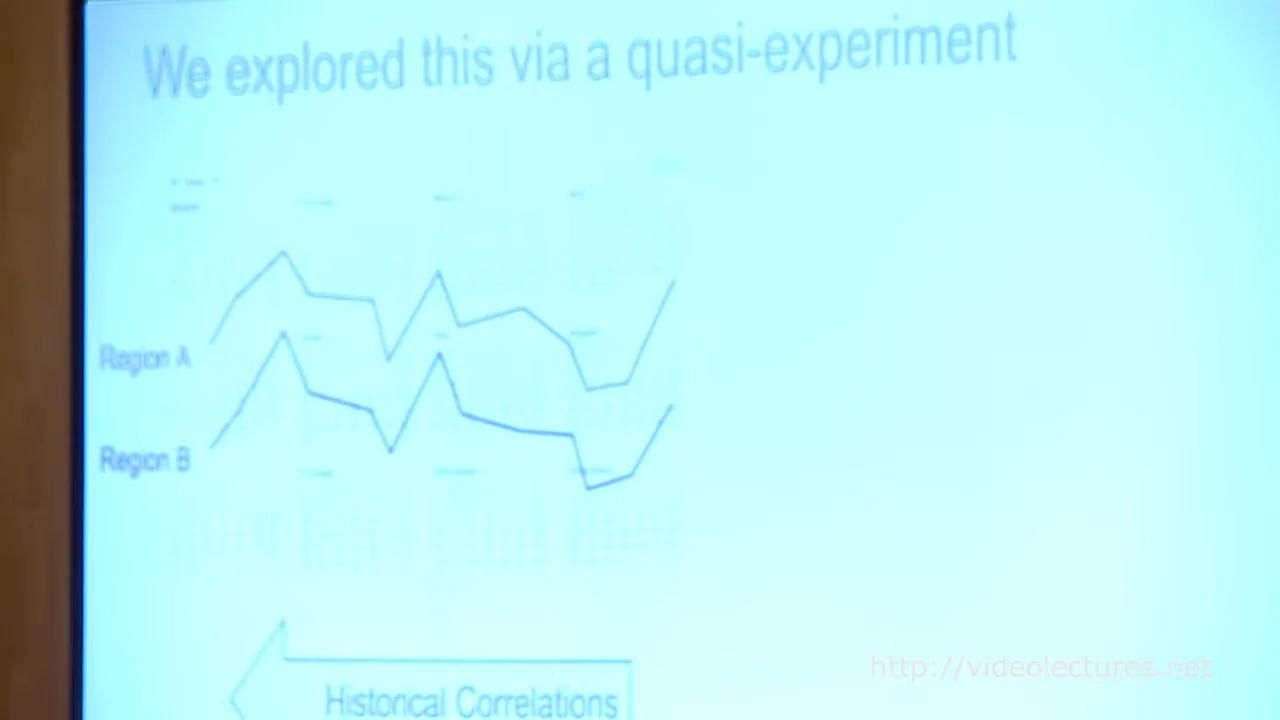 We explored this via a quasi-experiment
Region A
Region B
Historical Correlations
http://videolectures.net